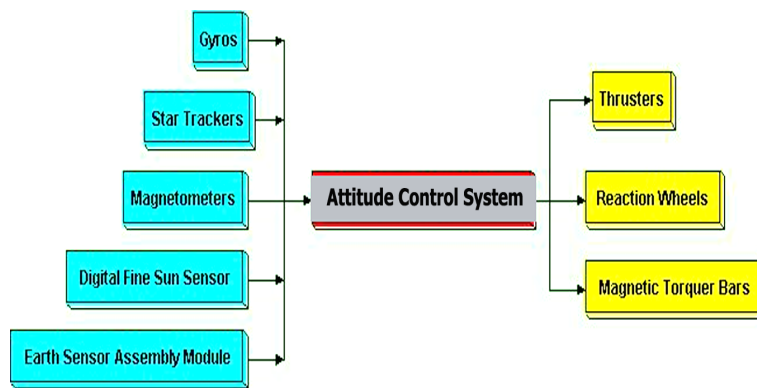 Gyros
Star Trackers
Magnetometers
Digital Fine Sun Sensor
Earth Sensor Assembly Module
Attitude Control System
Thrusters
Reaction Wheels
Magnetic Torquer Bars